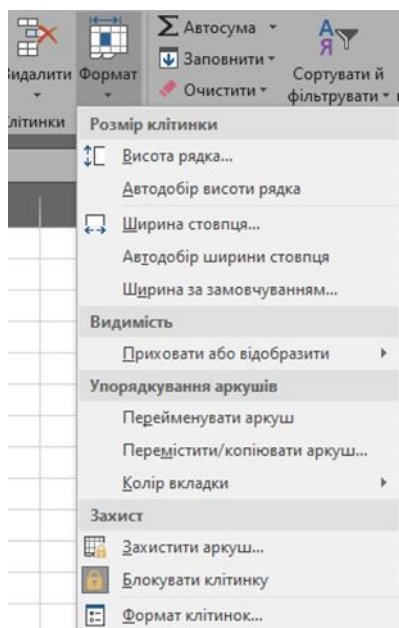 Σ Автосума
Заповнити
Видалити Формат
Очистити
Сортувати й
фільтрувати
А
Я
Розмір клітинки
Висота рядка...
Автодобір висоти рядка
Ширина стовпця...
Автодобір ширини стовпця
Ширина за замовчуванням...
Видимість
Приховати або відобразити
Упорядкування аркушів
Перейменувати аркуш
Перемістити/копіювати аркуш...
Колір вкладки
Захист
Захистити аркуш...
Блокувати клітинку
Формат клітинок...